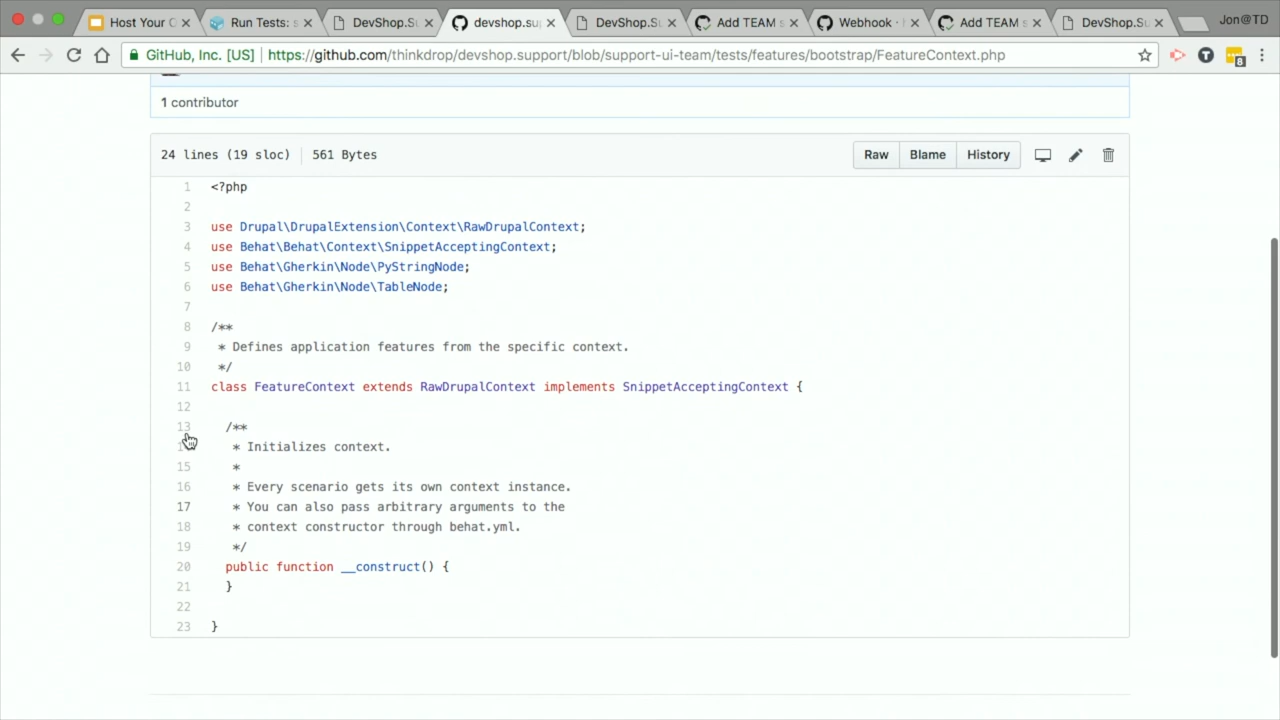 Host Your O
Run Tests: s
DevShop.Su
devshop.sup
DevShop.Su
Add TEAM s
Webhook ·
Add TEAM s
DevShop.Su
Jon@TD
GitHub, Inc. [US] https://github.com/thinkdrop/devshop.support/blob/support-ui-team/tests/features/bootstrap/FeatureContext.php
8
1 contributor
24 lines (19 sloc) 561 Bytes Raw Blame History
1 <?php
2
3 use Drupal\DrupalExtension\Context\RawDrupalContext;
4 use Behat\Behat\Context\SnippetAcceptingContext;
5 use Behat\Gherkin\Node\PyStringNode;
6 use Behat\Gherkin\Node\TableNode;
7
8 /**
9 * Defines application features from the specific context.
10 */
11 class FeatureContext extends RawDrupalContext implements SnippetAcceptingContext {
12
13 /**
* Initializes context.
15 *
16 * Every scenario gets its own context instance.
17 * You can also pass arbitrary arguments to the
18 * context constructor through behat.yml.
19 */
20 public function __construct() {
21 }
22
23 }